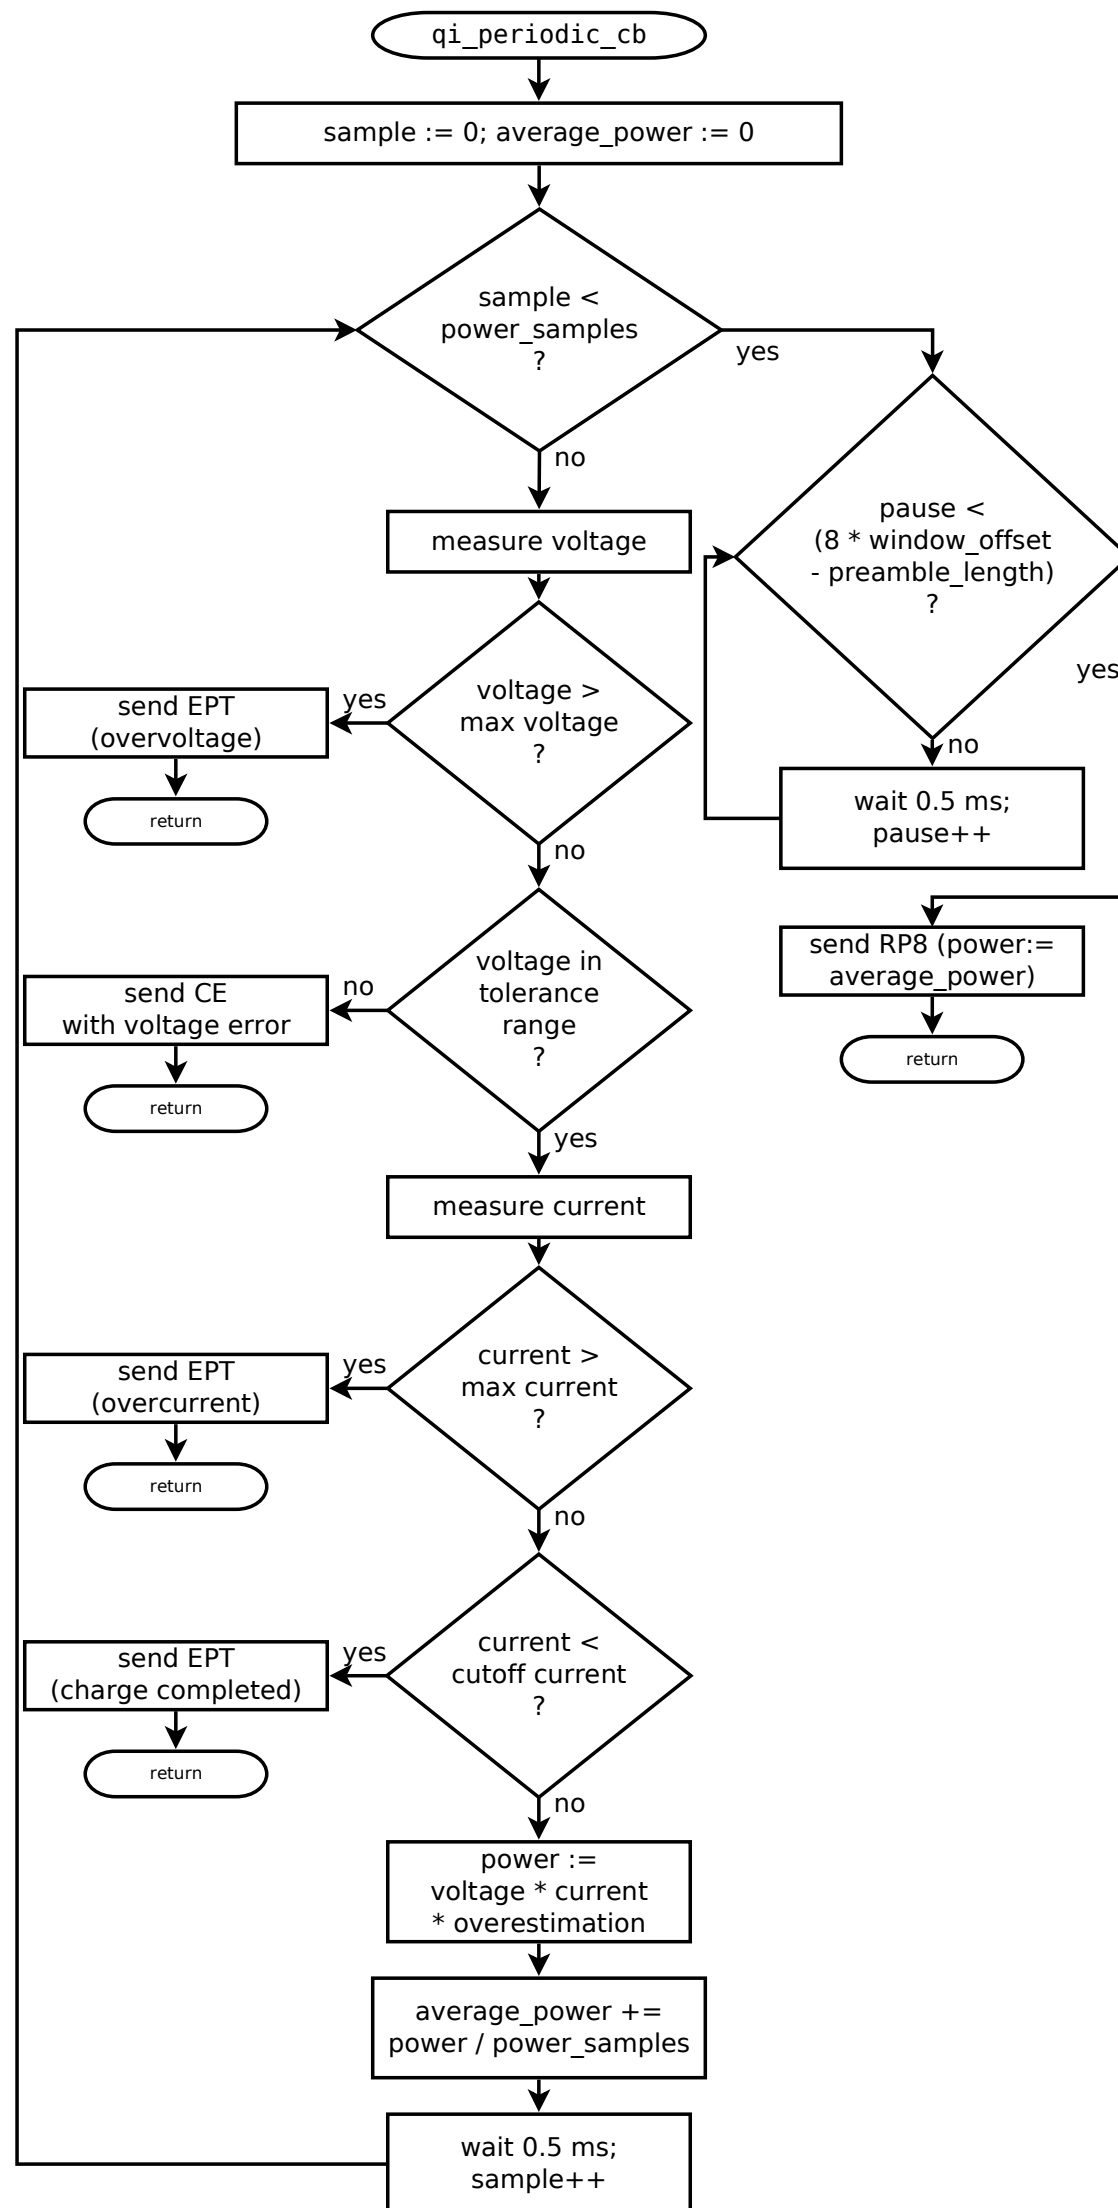 qi_periodic_cb
sample := 0; average_power := 0
sample <
power_samples
?
yes
no
pause <
(8 * window_offset
- preamble_length)
?
yes
no
wait 0.5 ms;
pause++
send RP8 (power:=
average_power)
return
measure voltage
voltage >
max voltage
?
yes
send EPT
(overvoltage)
return
no
voltage in
tolerance
range
?
no
send CE
with voltage error
return
yes
measure current
current >
max current
?
yes
send EPT
(overcurrent)
return
no
current <
cutoff current
?
yes
send EPT
(charge completed)
return
no
power :=
voltage * current
* overestimation
average_power +=
power / power_samples
wait 0.5 ms;
sample++